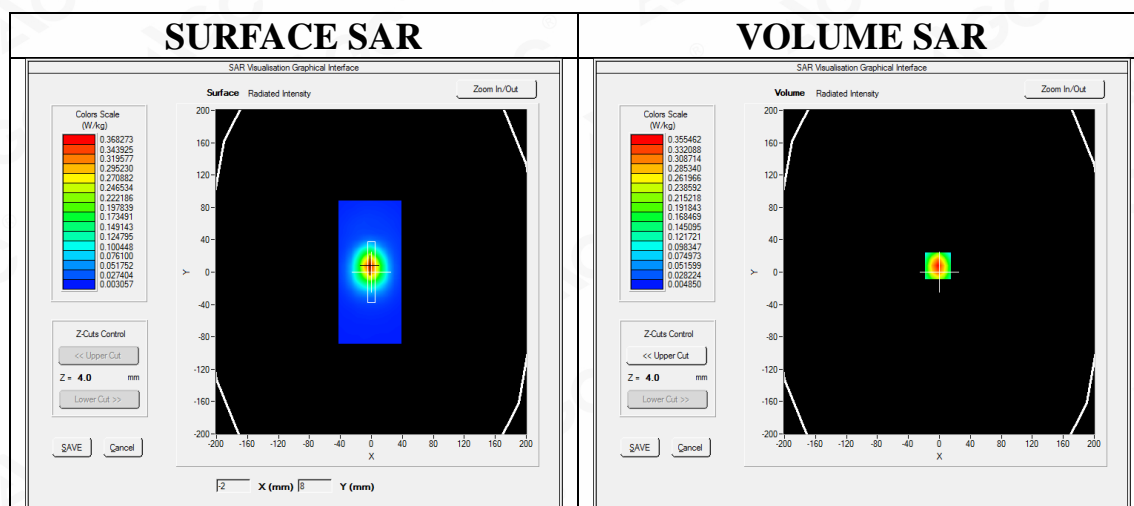 SURFACE SAR
SAR Visualisation Graphical Interface
Surface Radiated Intensity
Zoom In/Out
Colors Scale
(W/kg)
0.368273
0.343925
0.319577
0.295230
0.270882
0.246534
0.222186
0.197839
0.173491
0.149143
0.124795
0.100448
0.076100
0.051752
0.027404
0.003057
Z-Cuts Control
<< Upper Cut
Z = 4.0 mm
Lower Cut >>
SAVE Cancel
200
160
120
80
40
0
-40
-80
-120
-160
-200
Y
-200 -160 -120 -80 -40 0 40 80 120 160 200
X
-2 X (mm) 8 Y (mm)
VOLUME SAR
SAR Visualisation Graphical Interface
Volume Radiated Intensity
Zoom In/Out
Colors Scale
(W/kg)
0.355462
0.332088
0.308714
0.285340
0.261966
0.238592
0.215218
0.191843
0.168469
0.145095
0.121721
0.098347
0.074973
0.051599
0.028224
0.004850
Z-Cuts Control
<< Upper Cut
Z = 4.0 mm
Lower Cut >>
SAVE Cancel
200
160
120
80
40
0
-40
-80
-120
-160
-200
Y
-200 -160 -120 -80 -40 0 40 80 120 160 200
X